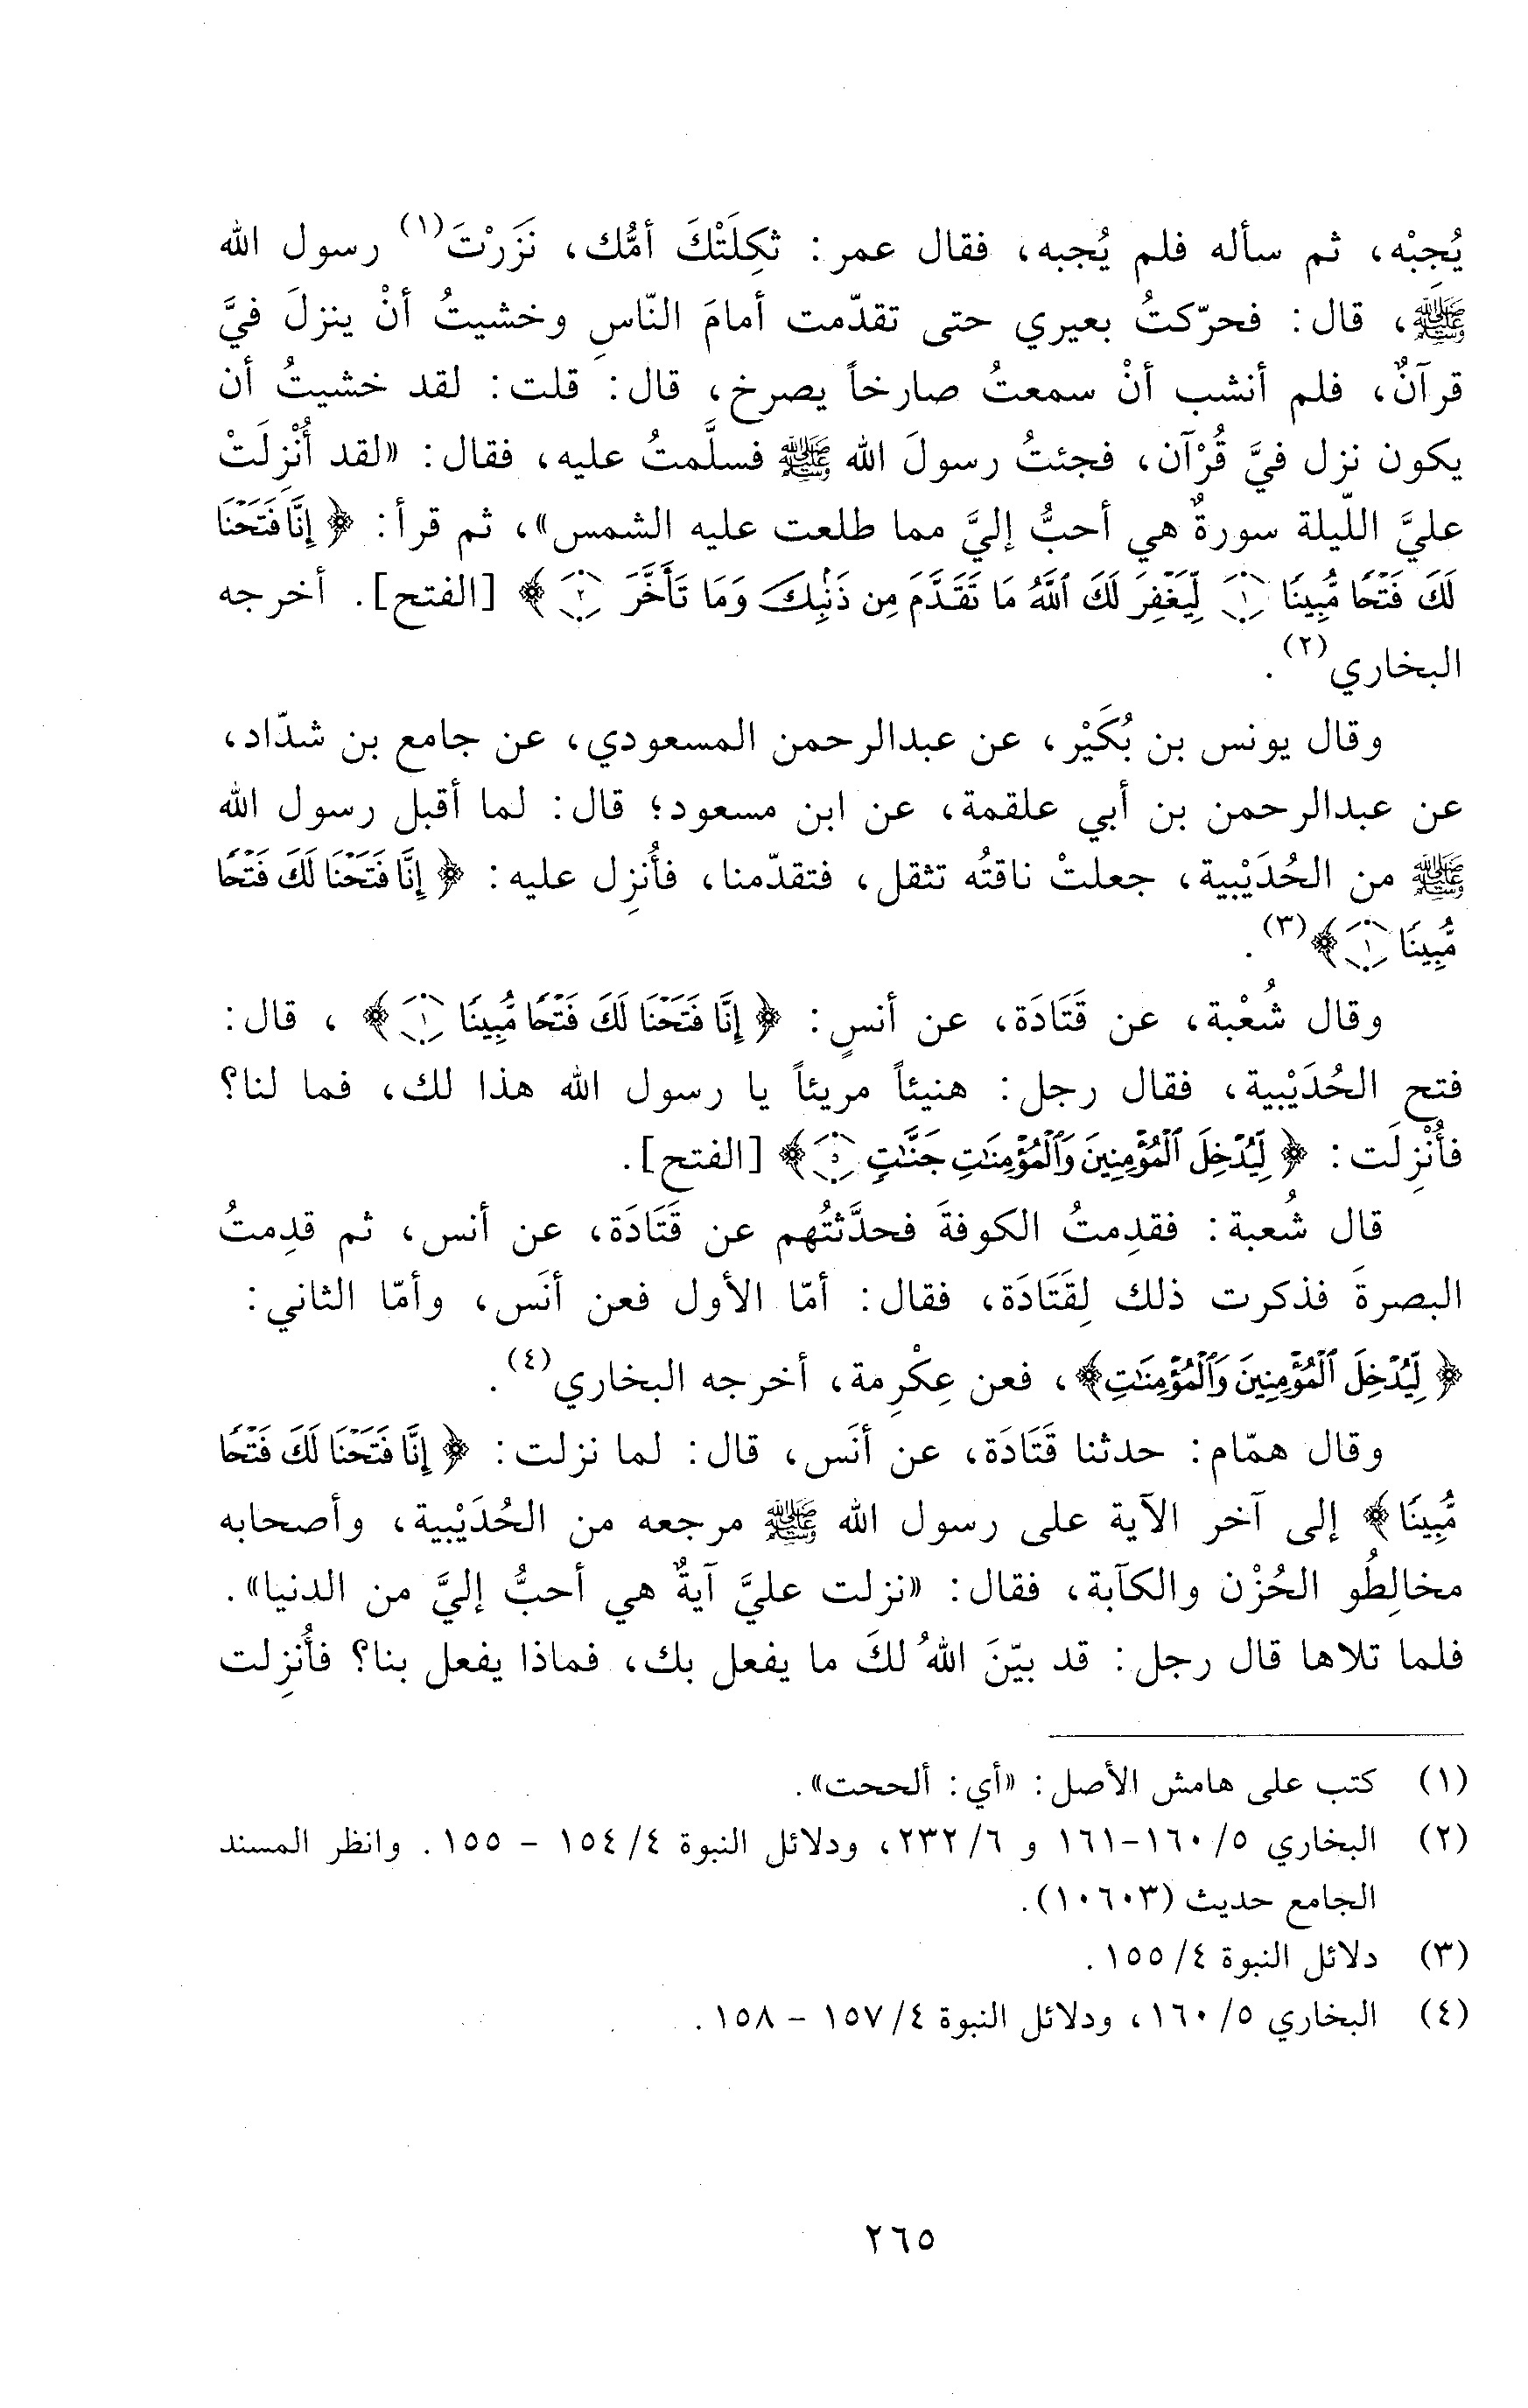 يُجِبْه، ثم سأله فلم يُجبه، فقال عمر: ثكِلَتْكَ أمُّك، نَزَرْتَ(١) رسول الله
ﷺ، قال: فحرّكتُ بعيري حتى تقدّمت أمامَ النّاسِ وخشيتُ أنْ ينزلَ فيَّ
قرآنٌ، فلم أنشب أنْ سمعتُ صارخاً يصرخ، قال: قلت: لقد خشيتُ أن
يكون نزل فيَّ قُرْآن، فجئتُ رسولَ الله ﷺ فسلَّمتُ عليه، فقال: «لقد أُنْزِلَتْ
عليَّ اللّيلة سورةٌ هي أحبُّ إليَّ مما طلعت عليه الشمس»، ثم قرأ: ﴿إِنَّا فَتَحْنَا
لَكَ فَتْحًا مُّبِينًا ۝١ لِّيَغْفِرَ لَكَ ٱللَّهُ مَا تَقَدَّمَ مِن ذَنۢبِكَ وَمَا تَأَخَّرَ ۝٢﴾ [الفتح]. أخرجه
البخاري(٢).
وقال يونس بن بُكَيْر، عن عبدالرحمن المسعودي، عن جامع بن شدّاد،
عن عبدالرحمن بن أبي علقمة، عن ابن مسعود؛ قال: لما أقبل رسول الله
ﷺ من الحُدَيْبية، جعلتْ ناقتُه تثقل، فتقدّمنا، فأُنزِل عليه: ﴿إِنَّا فَتَحْنَا لَكَ فَتْحًا
مُّبِينًا ۝١﴾(٣).
وقال شُعْبة، عن قَتَادَة، عن أنسٍ: ﴿إِنَّا فَتَحْنَا لَكَ فَتْحًا مُّبِينًا ۝١﴾، قال:
فتح الحُدَيْبية، فقال رجل: هنيئاً مريئاً يا رسول الله هذا لك، فما لنا؟
فأُنْزِلَت: ﴿لِّيُدْخِلَ ٱلْمُؤْمِنِينَ وَٱلْمُؤْمِنَٰتِ جَنَّٰتٍ ۝٥﴾ [الفتح].
قال شُعبة: فقدِمتُ الكوفةَ فحدَّثتُهم عن قَتَادَة، عن أنس، ثم قدِمتُ
البصرةَ فذكرت ذلك لِقَتَادَة، فقال: أمّا الأول فعن أنَس، وأمّا الثاني:
﴿لِّيُدْخِلَ ٱلْمُؤْمِنِينَ وَٱلْمُؤْمِنَٰتِ﴾، فعن عِكْرِمة، أخرجه البخاري(٤).
وقال همّام: حدثنا قَتَادَة، عن أنَس، قال: لما نزلت: ﴿إِنَّا فَتَحْنَا لَكَ فَتْحًا
مُّبِينًا﴾ إلى آخر الآية على رسول الله ﷺ مرجعه من الحُدَيْبية، وأصحابه
مخالِطُو الحُزْن والكآبة، فقال: «نزلت عليَّ آيةٌ هي أحبُّ إليَّ من الدنيا».
فلما تلاها قال رجل: قد بيّنَ اللهُ لكَ ما يفعل بك، فماذا يفعل بنا؟ فأُنزِلت
(١) كتب على هامش الأصل: «أي: ألححت».
(٢) البخاري ٥/ ١٦٠-١٦١ و ٦/ ٢٣٢، ودلائل النبوة ٤/ ١٥٤ - ١٥٥. وانظر المسند
الجامع حديث (١٠٦٠٣).
(٣) دلائل النبوة ٤/ ١٥٥.
(٤) البخاري ٥/ ١٦٠، ودلائل النبوة ٤/ ١٥٧ - ١٥٨.
٢٦٥